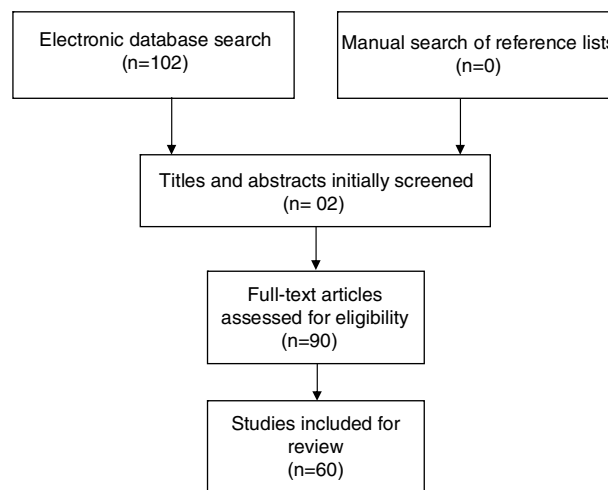 Electronic database search
(n=102)
Manual search of reference lists
(n=0)
Titles and abstracts initially screened
(n= 02)
Full-text articles
assessed for eligibility
(n=90)
Studies included for
review
(n=60)